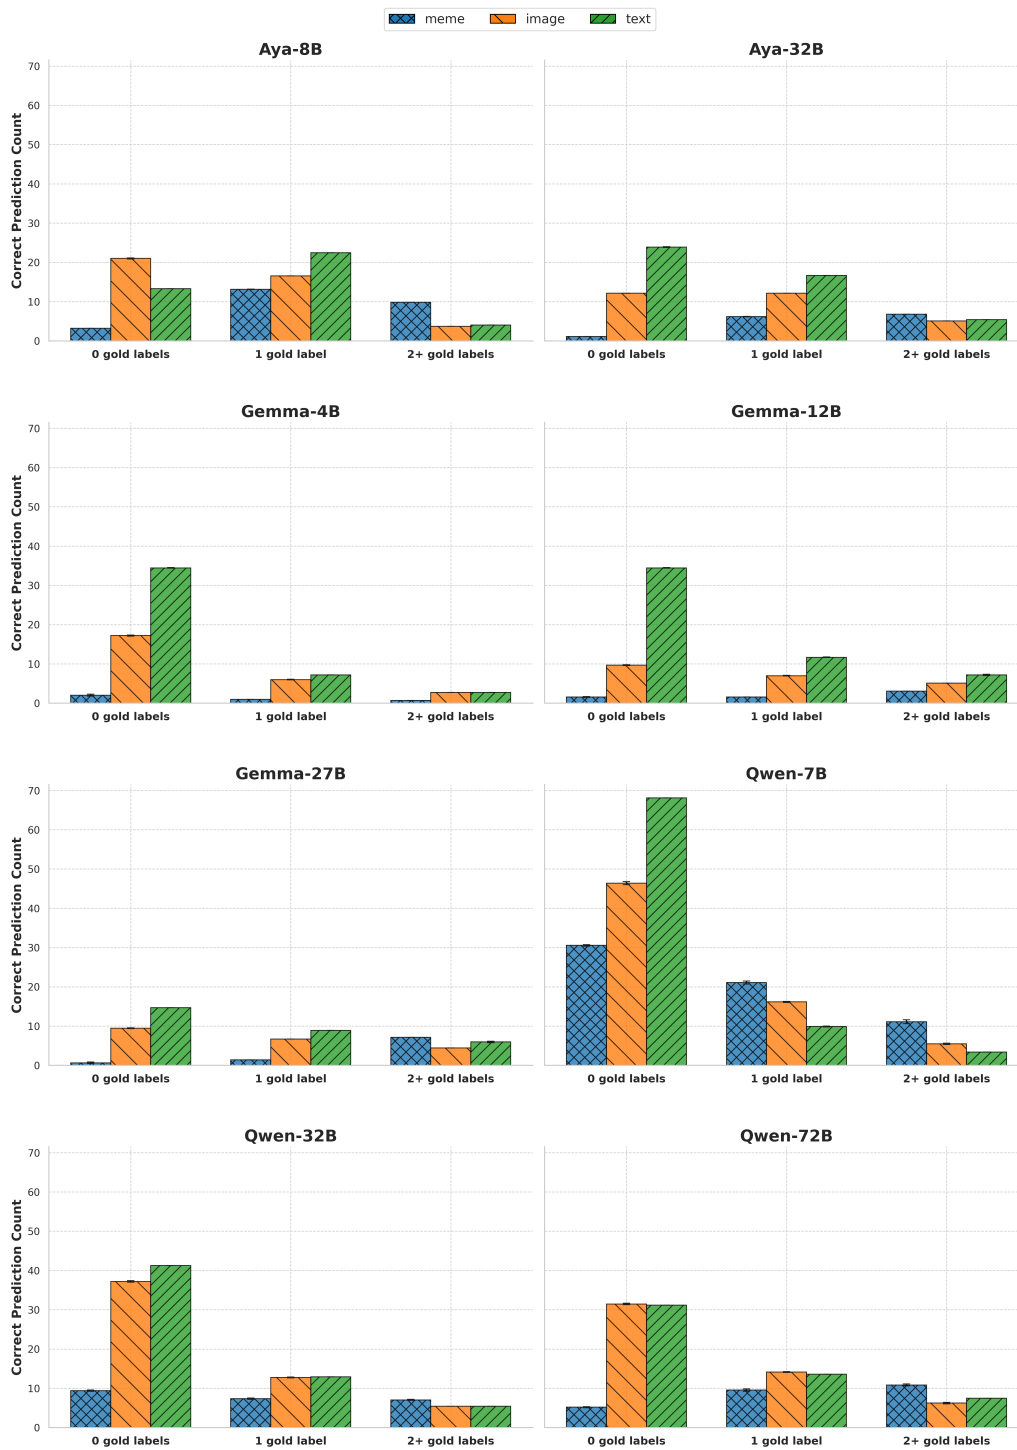 meme image text
Aya-8B
Aya-32B
Correct Prediction Count
70
60
50
40
30
20
10
0
0 gold labels 1 gold label 2+ gold labels
0 gold labels 1 gold label 2+ gold labels
Gemma-4B
Gemma-12B
Correct Prediction Count
70
60
50
40
30
20
10
0
0 gold labels 1 gold label 2+ gold labels
0 gold labels 1 gold label 2+ gold labels
Gemma-27B
Qwen-7B
Correct Prediction Count
70
60
50
40
30
20
10
0
0 gold labels 1 gold label 2+ gold labels
0 gold labels 1 gold label 2+ gold labels
Qwen-32B
Qwen-72B
Correct Prediction Count
70
60
50
40
30
20
10
0
0 gold labels 1 gold label 2+ gold labels
0 gold labels 1 gold label 2+ gold labels